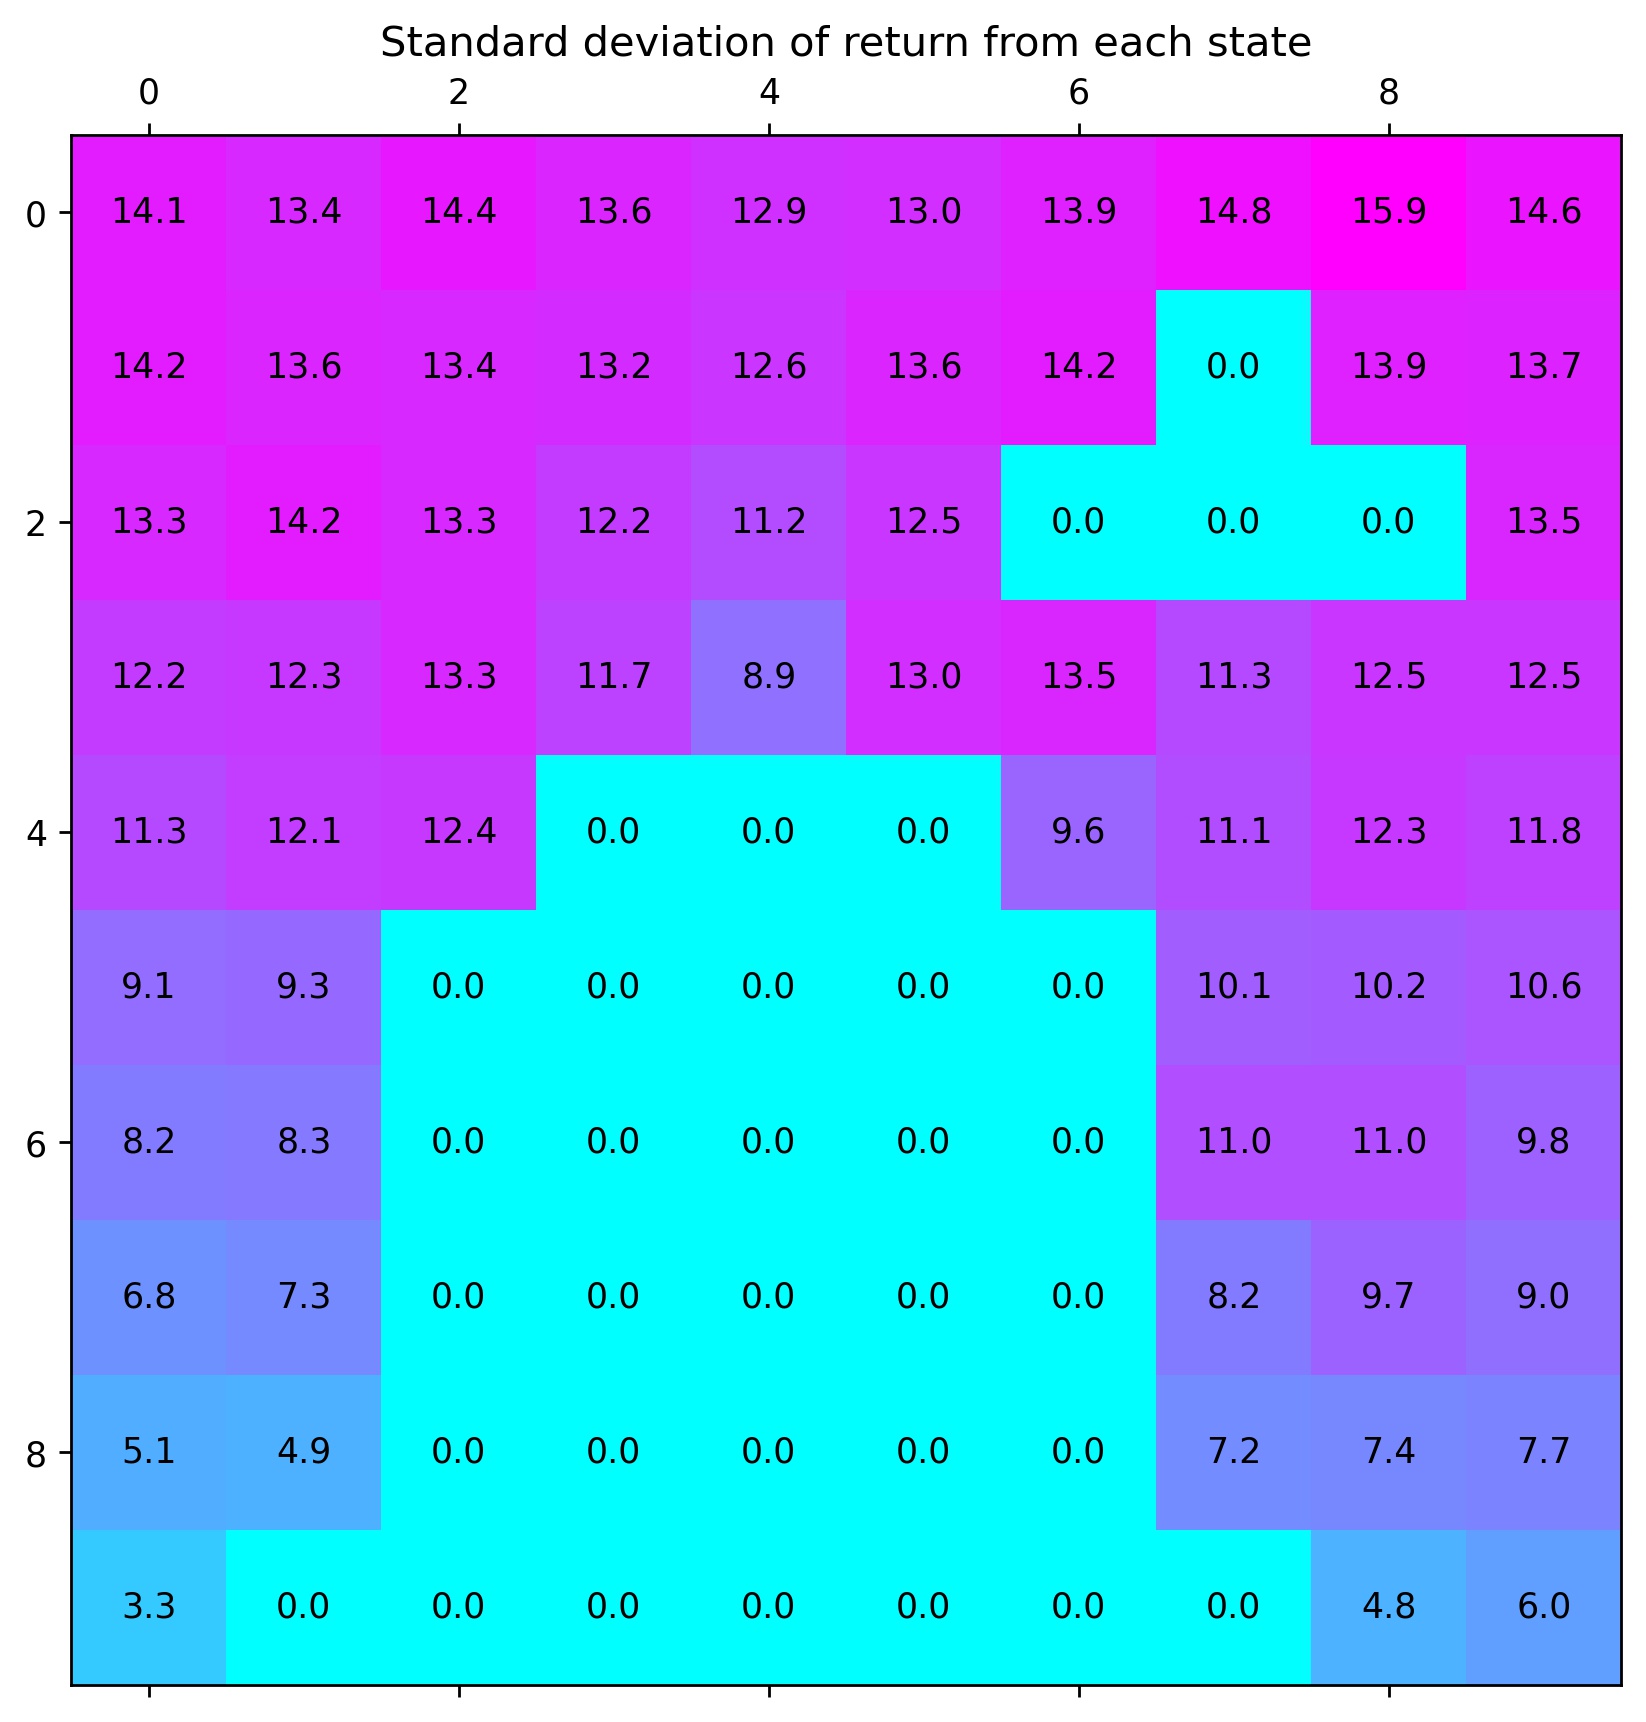 Standard deviation of return from each state
0 2 4 6 8
0 14.1 13.4 14.4 13.6 12.9 13.0 13.9 14.8 15.9 14.6
14.2 13.6 13.4 13.2 12.6 13.6 14.2 0.0 13.9 13.7
2 13.3 14.2 13.3 12.2 11.2 12.5 0.0 0.0 0.0 13.5
12.2 12.3 13.3 11.7 8.9 13.0 13.5 11.3 12.5 12.5
4 11.3 12.1 12.4 0.0 0.0 0.0 9.6 11.1 12.3 11.8
9.1 9.3 0.0 0.0 0.0 0.0 0.0 10.1 10.2 10.6
6 8.2 8.3 0.0 0.0 0.0 0.0 0.0 11.0 11.0 9.8
6.8 7.3 0.0 0.0 0.0 0.0 0.0 8.2 9.7 9.0
8 5.1 4.9 0.0 0.0 0.0 0.0 0.0 7.2 7.4 7.7
3.3 0.0 0.0 0.0 0.0 0.0 0.0 0.0 4.8 6.0